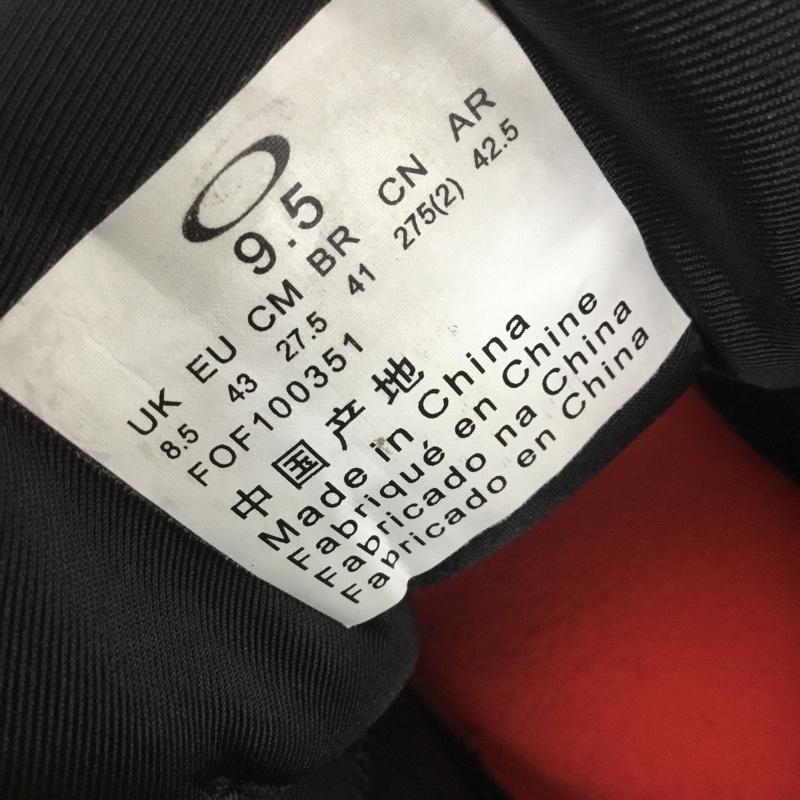 9.5
UK EU CM BR CN AR
8.5 43 27.5 41 275(2) 42.5
FOF100351
中国产地
Made in China
Fabriqué en Chine
Fabricado na China
Fabricado en China